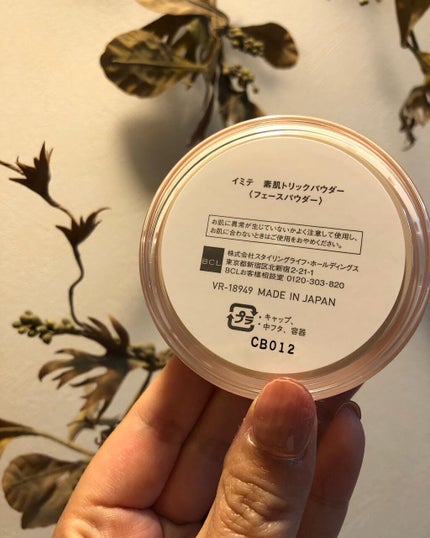 イミテ 素肌トリックパウダー
〈フェースパウダー〉
お肌に異常が生じていないかよく注意して使用し、
お肌に合わないときはご使用をおやめください。
BCL
株式会社スタイリングライフ・ホールディングス
東京都新宿区北新宿2-21-1
BCLお客様相談室 0120-303-820
VR-18949 MADE IN JAPAN
プラ
・キャップ、
・中フタ、容器
CB012